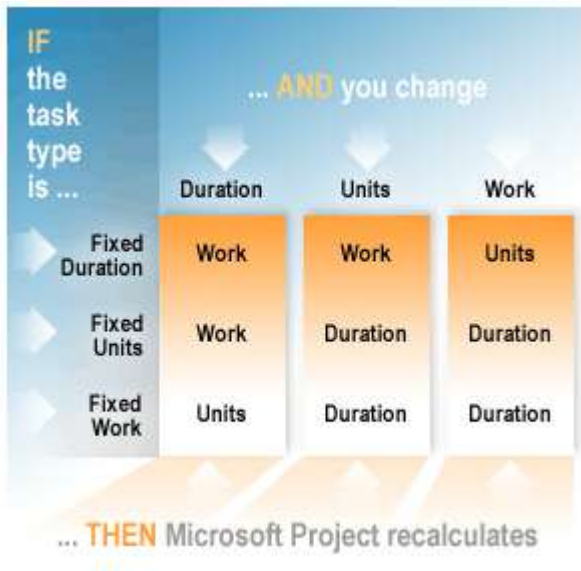 IF
the
task
type
is ...
... AND you change
Duration Units Work
Fixed
Duration Work Work Units
Fixed
Units Work Duration Duration
Fixed
Work Units Duration Duration
... THEN Microsoft Project recalculates